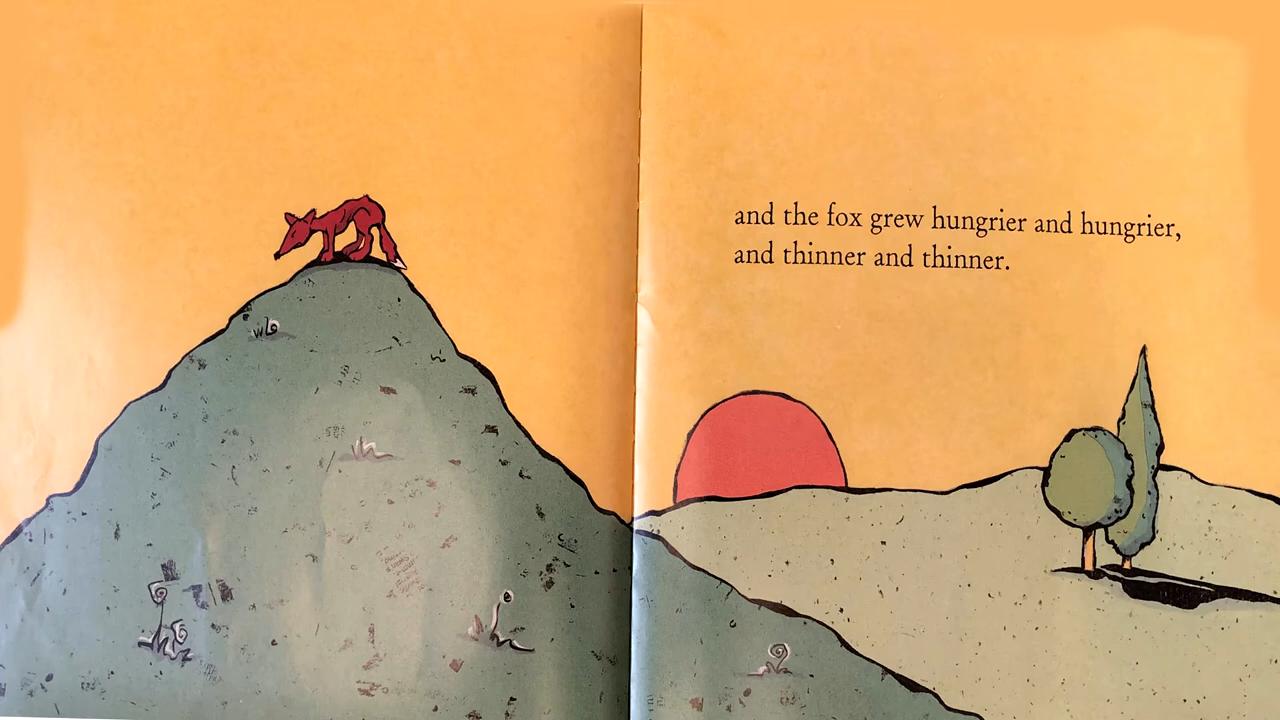 and the fox grew hungrier and hungrier,
and thinner and thinner.